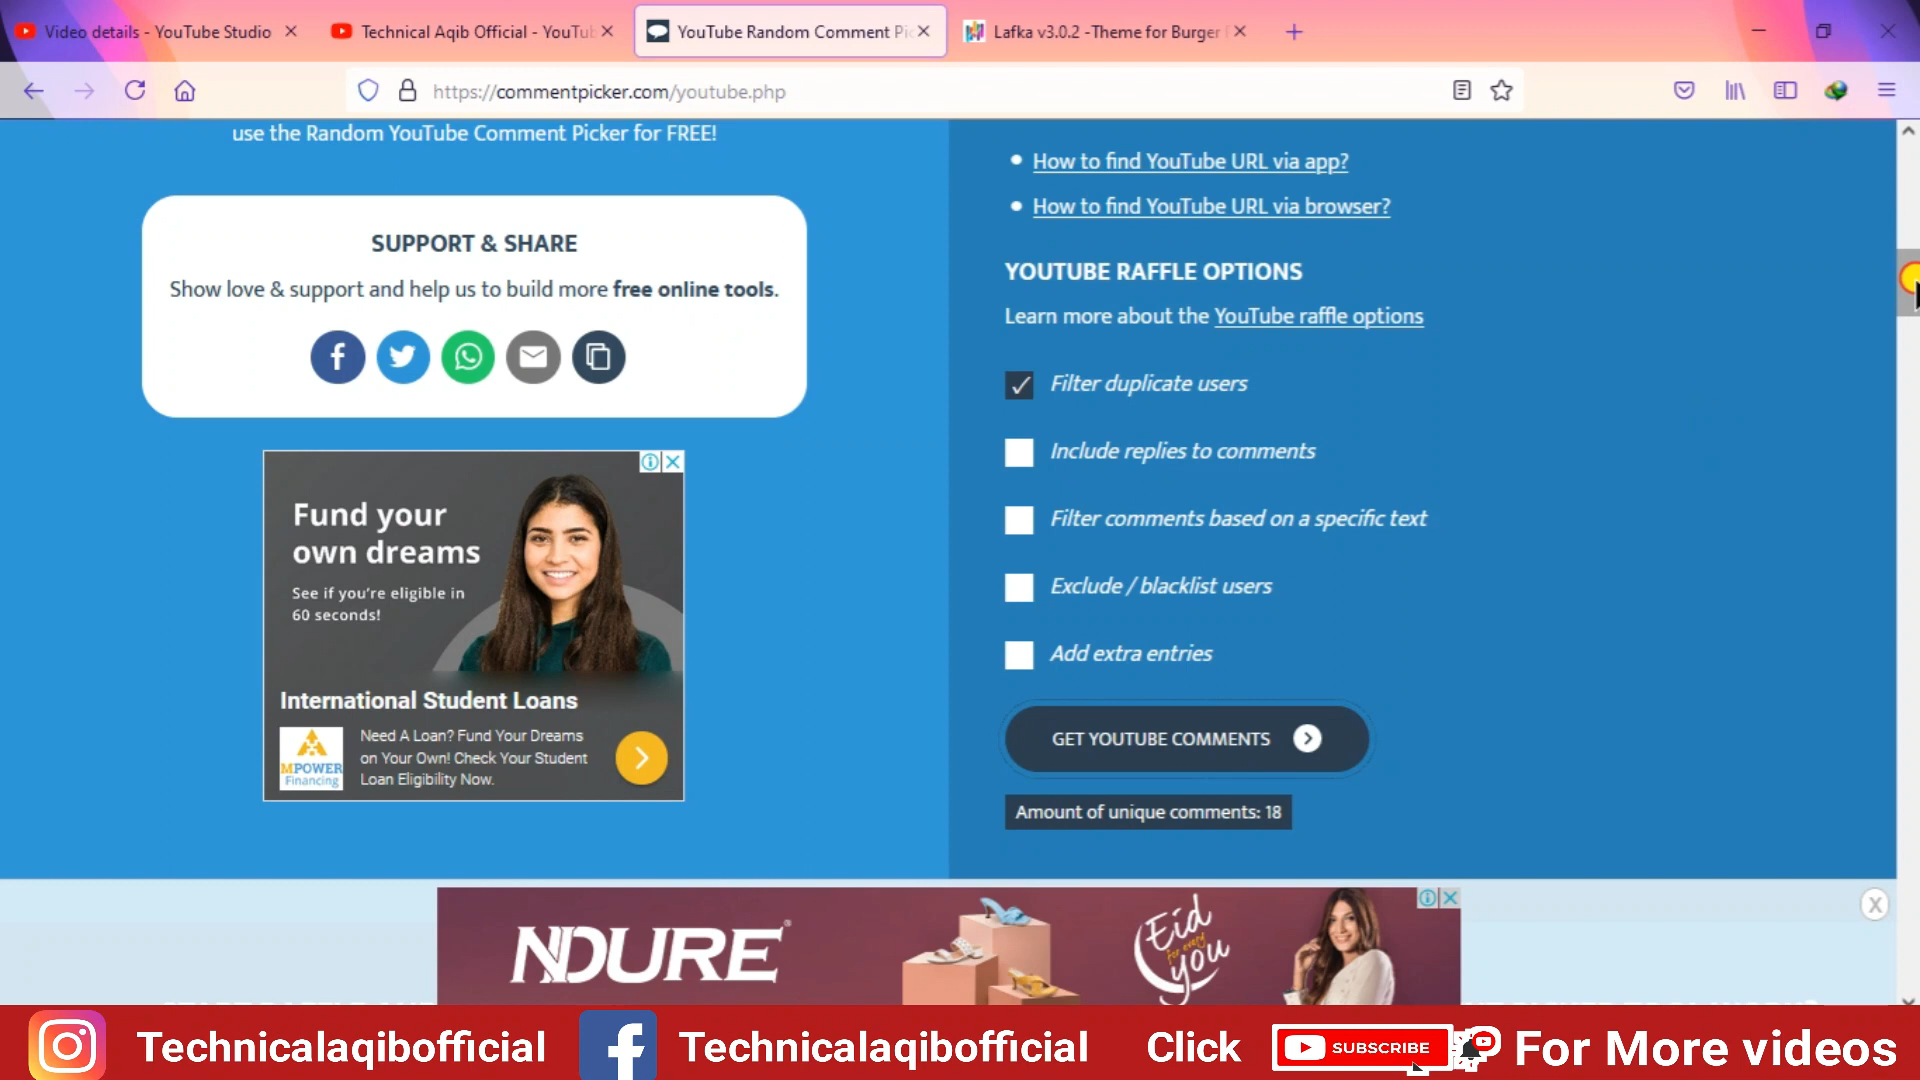 Video details - YouTube Studio
Technical Aqib Official - YouTub
YouTube Random Comment Pic
Lafka v3.0.2 -Theme for Burger
https://commentpicker.com/youtube.php
use the Random YouTube Comment Picker for FREE!
SUPPORT & SHARE
Show love & support and help us to build more free online tools.
Fund your
own dreams
See if you're eligible in
60 seconds!
International Student Loans
MPOWER
Financing
Need A Loan? Fund Your Dreams
on Your Own! Check Your Student
Loan Eligibility Now.
How to find YouTube URL via app?
How to find YouTube URL via browser?
YOUTUBE RAFFLE OPTIONS
Learn more about the YouTube raffle options
Filter duplicate users
Include replies to comments
Filter comments based on a specific text
Exclude / blacklist users
Add extra entries
GET YOUTUBE COMMENTS
Amount of unique comments: 18
NDURE
Eid
for every
you
X
Technicalaqibofficial
Technicalaqibofficial
Click
SUBSCRIBE
For More videos